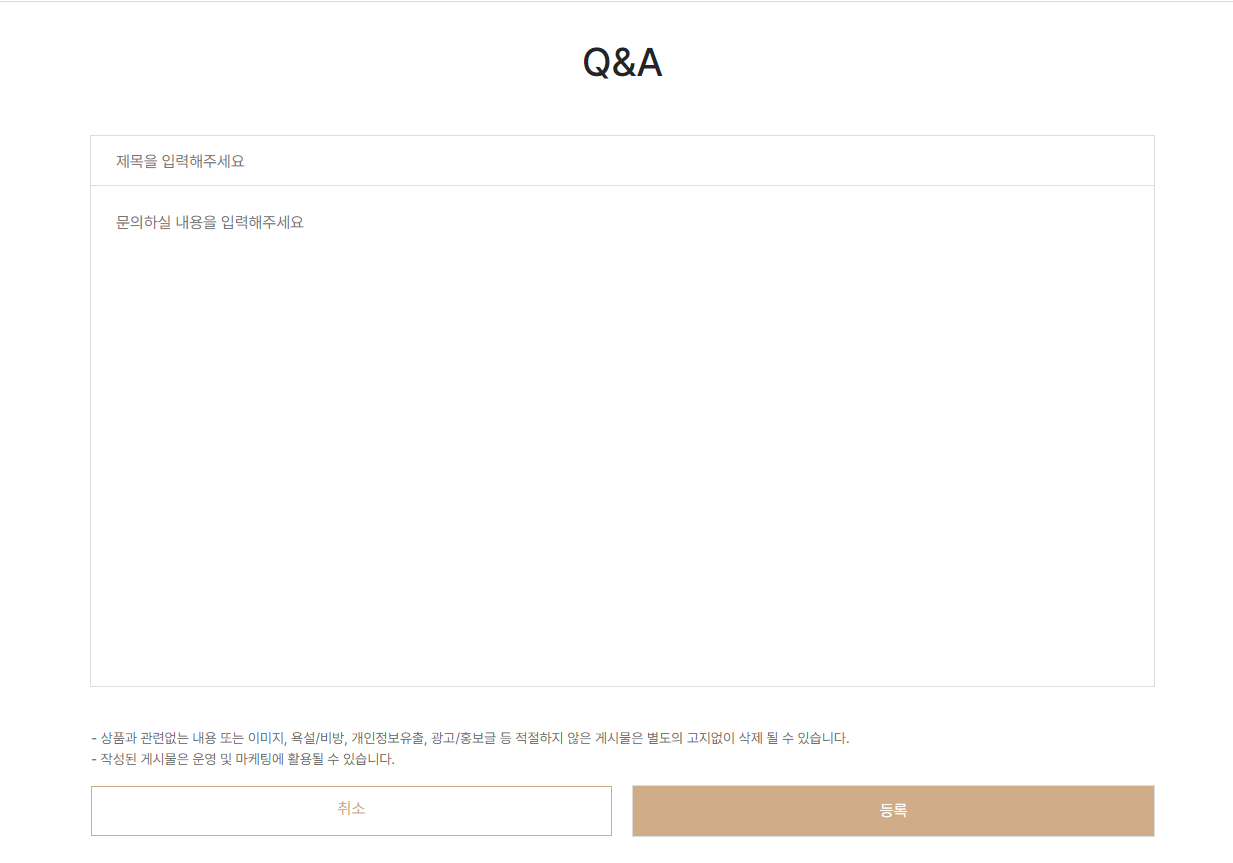 Q&A
제목을 입력해주세요
문의하실 내용을 입력해주세요
- 상품과 관련없는 내용 또는 이미지, 욕설/비방, 개인정보유출, 광고/홍보글 등 적절하지 않은 게시물은 별도의 고지없이 삭제 될 수 있습니다.
- 작성된 게시물은 운영 및 마케팅에 활용될 수 있습니다.
취소
등록